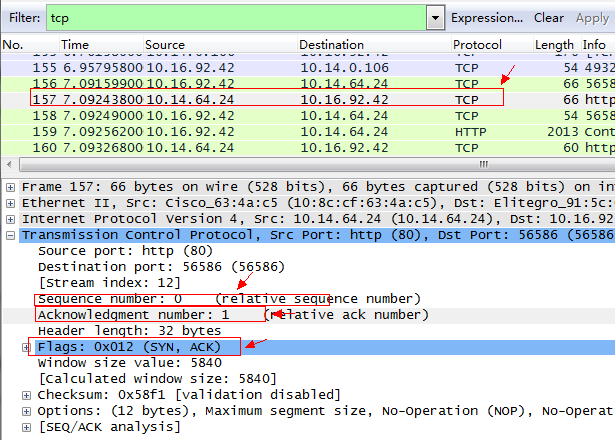 Filter: tcp Expression... Clear Apply
No. Time Source Destination Protocol Length Info
155 6.95795800 10.16.92.42 10.14.0.106 TCP 54 4932
156 7.09159900 10.16.92.42 10.14.64.24 TCP 66 5658
157 7.09243800 10.14.64.24 10.16.92.42 TCP 66 http
158 7.09249000 10.16.92.42 10.14.64.24 TCP 54 5658
159 7.09256200 10.16.92.42 10.14.64.24 HTTP 2013 Cont
160 7.09326800 10.14.64.24 10.16.92.42 TCP 60 http
Frame 157: 66 bytes on wire (528 bits), 66 bytes captured (528 bits) on in
Ethernet II, Src: Cisco_63:4a:c5 (10:8c:cf:63:4a:c5), Dst: Elitegro_91:5c:
Internet Protocol Version 4, Src: 10.14.64.24 (10.14.64.24), Dst: 10.16.92
Transmission Control Protocol, Src Port: http (80), Dst Port: 56586 (56586
Source port: http (80)
Destination port: 56586 (56586)
[Stream index: 12]
Sequence number: 0 (relative sequence number)
Acknowledgment number: 1 (relative ack number)
Header length: 32 bytes
Flags: 0x012 (SYN, ACK)
Window size value: 5840
[Calculated window size: 5840]
Checksum: 0x58f1 [validation disabled]
Options: (12 bytes), Maximum segment size, No-Operation (NOP), No-Operat
[SEQ/ACK analysis]